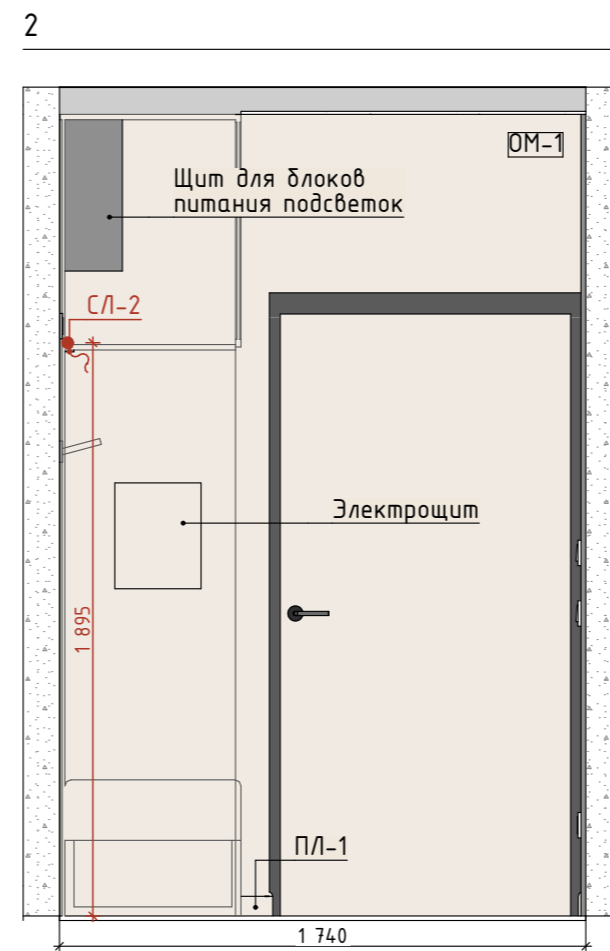 2
ОМ-1
Щит для блоков
питания подсветок
СЛ-2
Электрощит
1 895
ПЛ-1
1 740